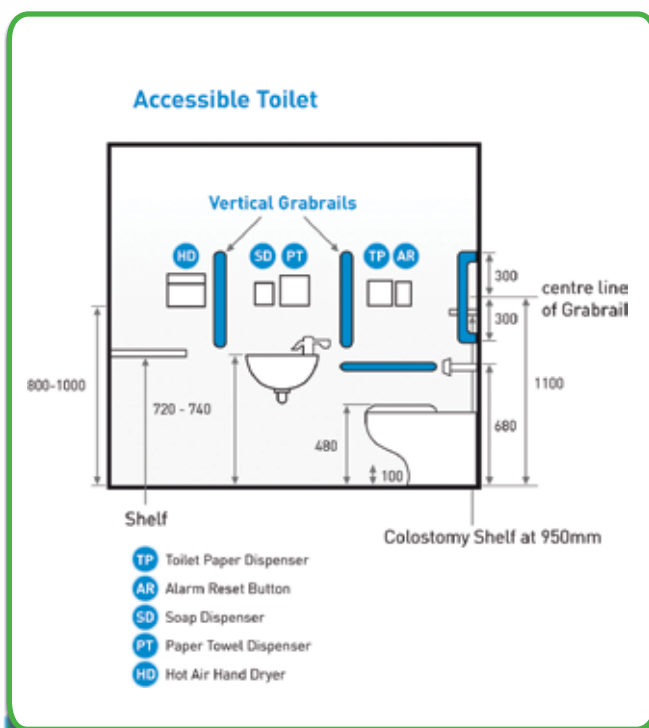 Accessible Toilet
Vertical Grabrails
HD
SD
PT
TP
AR
300
centre line
of Grabrail
300
800-1000
720 - 740
1100
480
680
100
Shelf
Colostomy Shelf at 950mm
TP Toilet Paper Dispenser
AR Alarm Reset Button
SD Soap Dispenser
PT Paper Towel Dispenser
HD Hot Air Hand Dryer